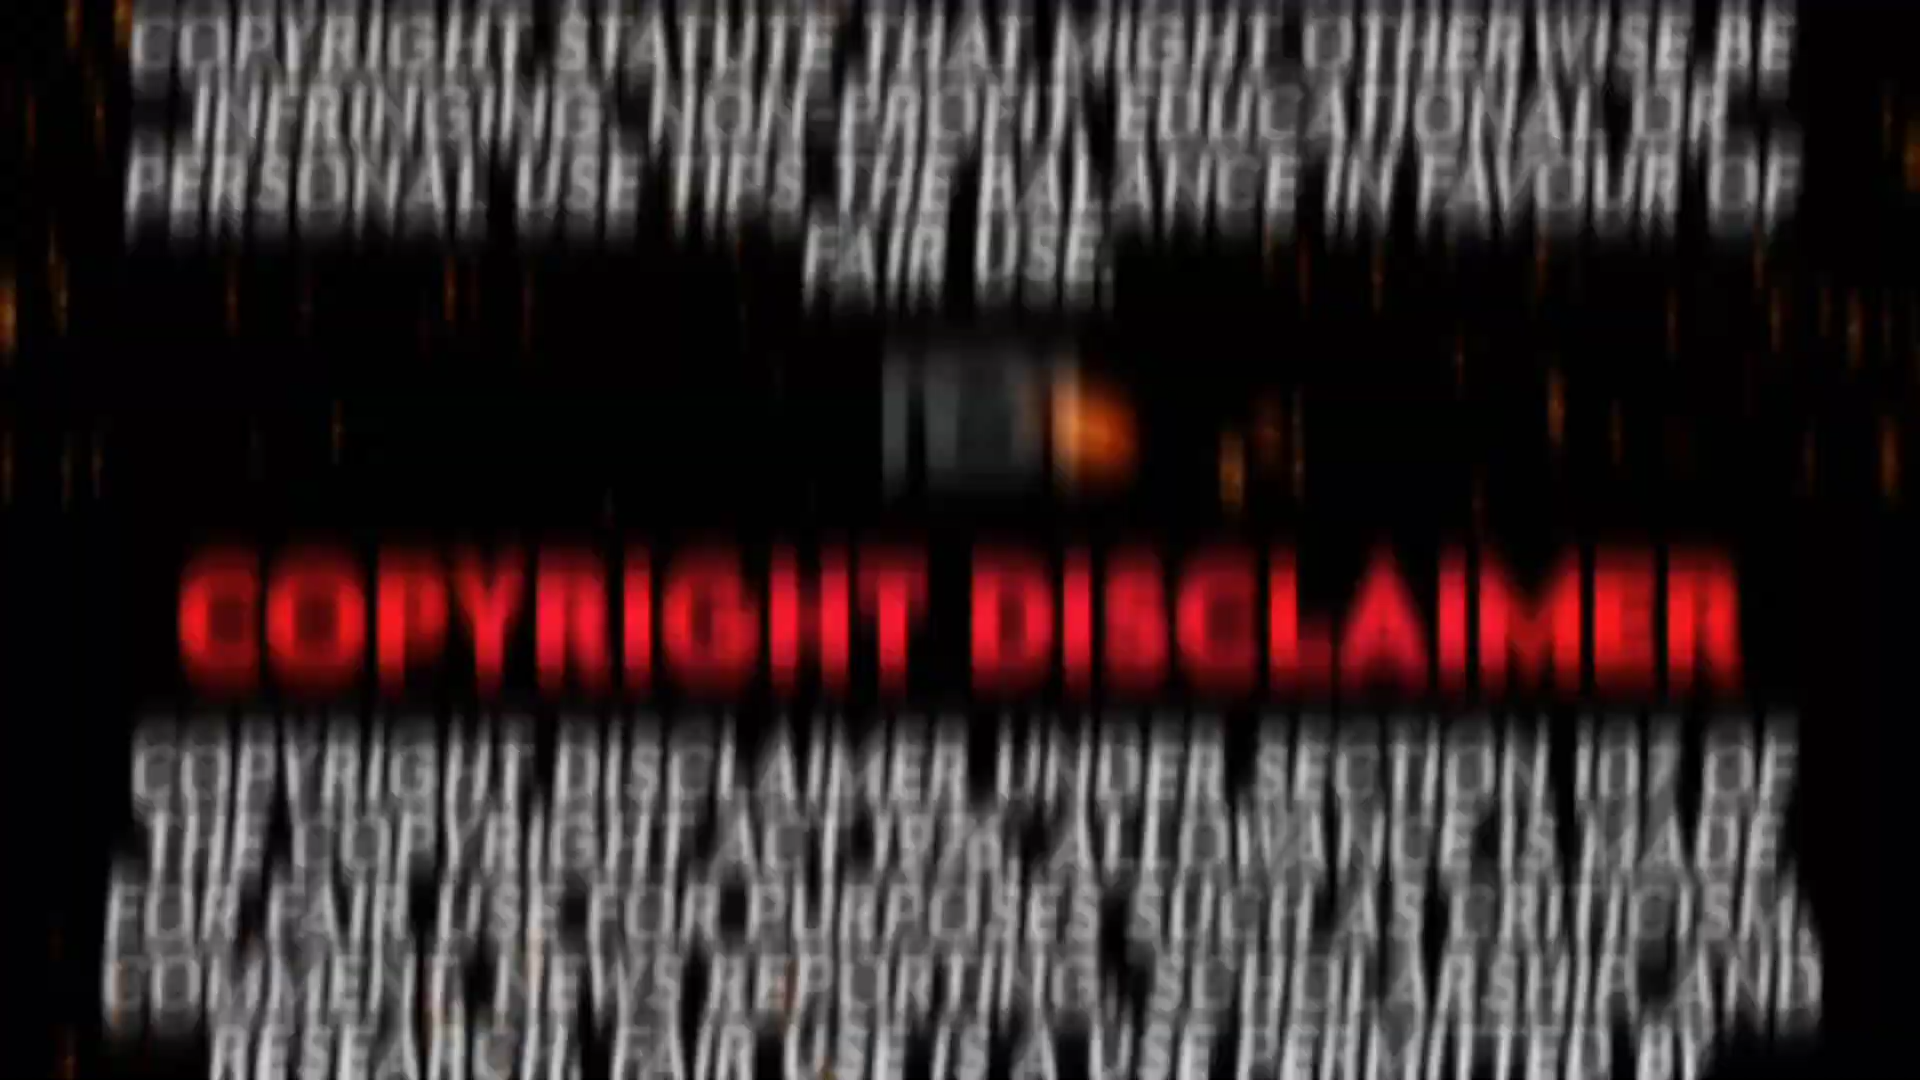 COPYRIGHT STATUTE THAT MIGHT OTHERWISE BE
INFRINGING. NON-PROFIT, EDUCATIONAL OR
PERSONAL USE TIPS THE BALANCE IN FAVOUR OF
FAIR USE.
COPYRIGHT DISCLAIMER
COPYRIGHT DISCLAIMER UNDER SECTION 107 OF
THE COPYRIGHT ACT ALLOWANCE IS MADE
FOR FAIR USE FOR PURPOSES SUCH AS CRITICISM,
COMMENT, NEWS REPORTING, SCHOLARSHIP, AND
RESEARCH. FAIR USE IS A USE PERMITTED BY